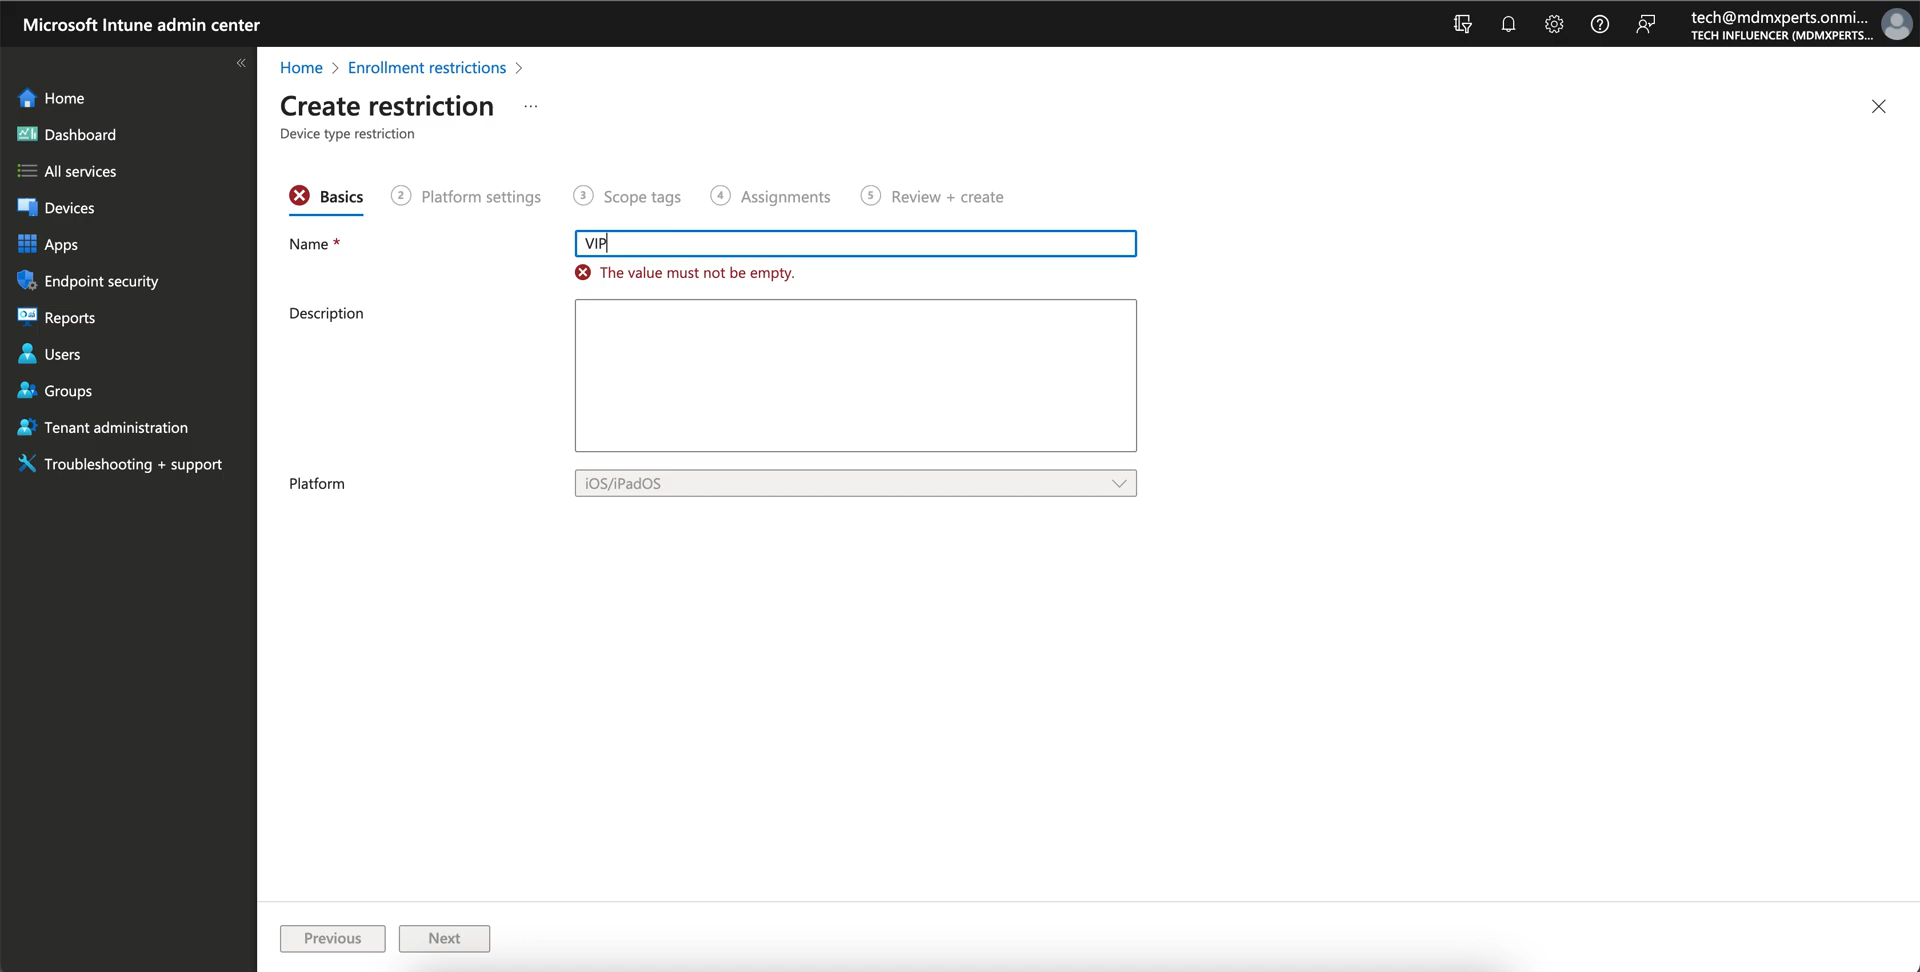 Microsoft Intune admin center
tech@mdmxperts.onmi...
TECH INFLUENCER (MDMXPERTS...
«
Home
Dashboard
All services
Devices
Apps
Endpoint security
Reports
Users
Groups
Tenant administration
Troubleshooting + support
Home > Enrollment restrictions >
Create restriction ...
Device type restriction
Basics 2 Platform settings 3 Scope tags 4 Assignments 5 Review + create
Name * VIP
The value must not be empty.
Description
Platform iOS/iPadOS
Previous Next